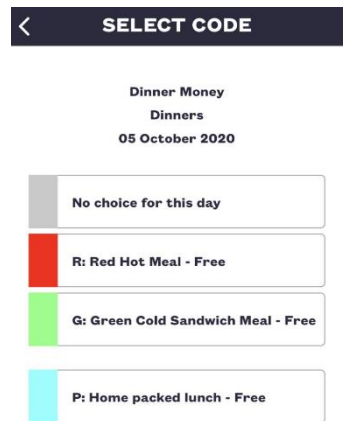 SELECT CODE
Dinner Money
Dinners
05 October 2020
No choice for this day
R: Red Hot Meal - Free
G: Green Cold Sandwich Meal - Free
P: Home packed lunch - Free